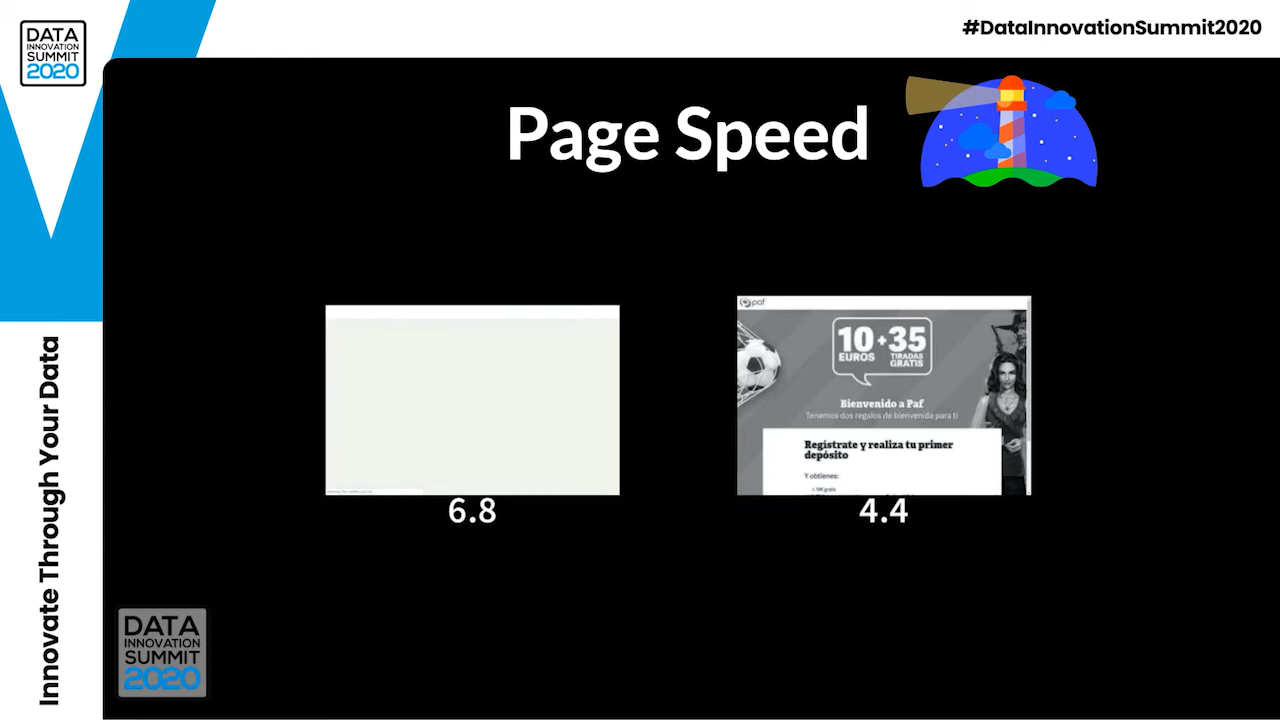 DATA
INNOVATION
SUMMIT
2020
#DataInnovationSummit2020
Page Speed
paf
10 + 35
EUROS TIRADAS
GRATIS
Bienvenido a Paf
Tenemos dos regalos de bienvenida para ti
Regístrate y realiza tu primer
depósito
Y obtienes:
6.8
4.4
Innovate Through Your Data
DATA
INNOVATION
SUMMIT
2020